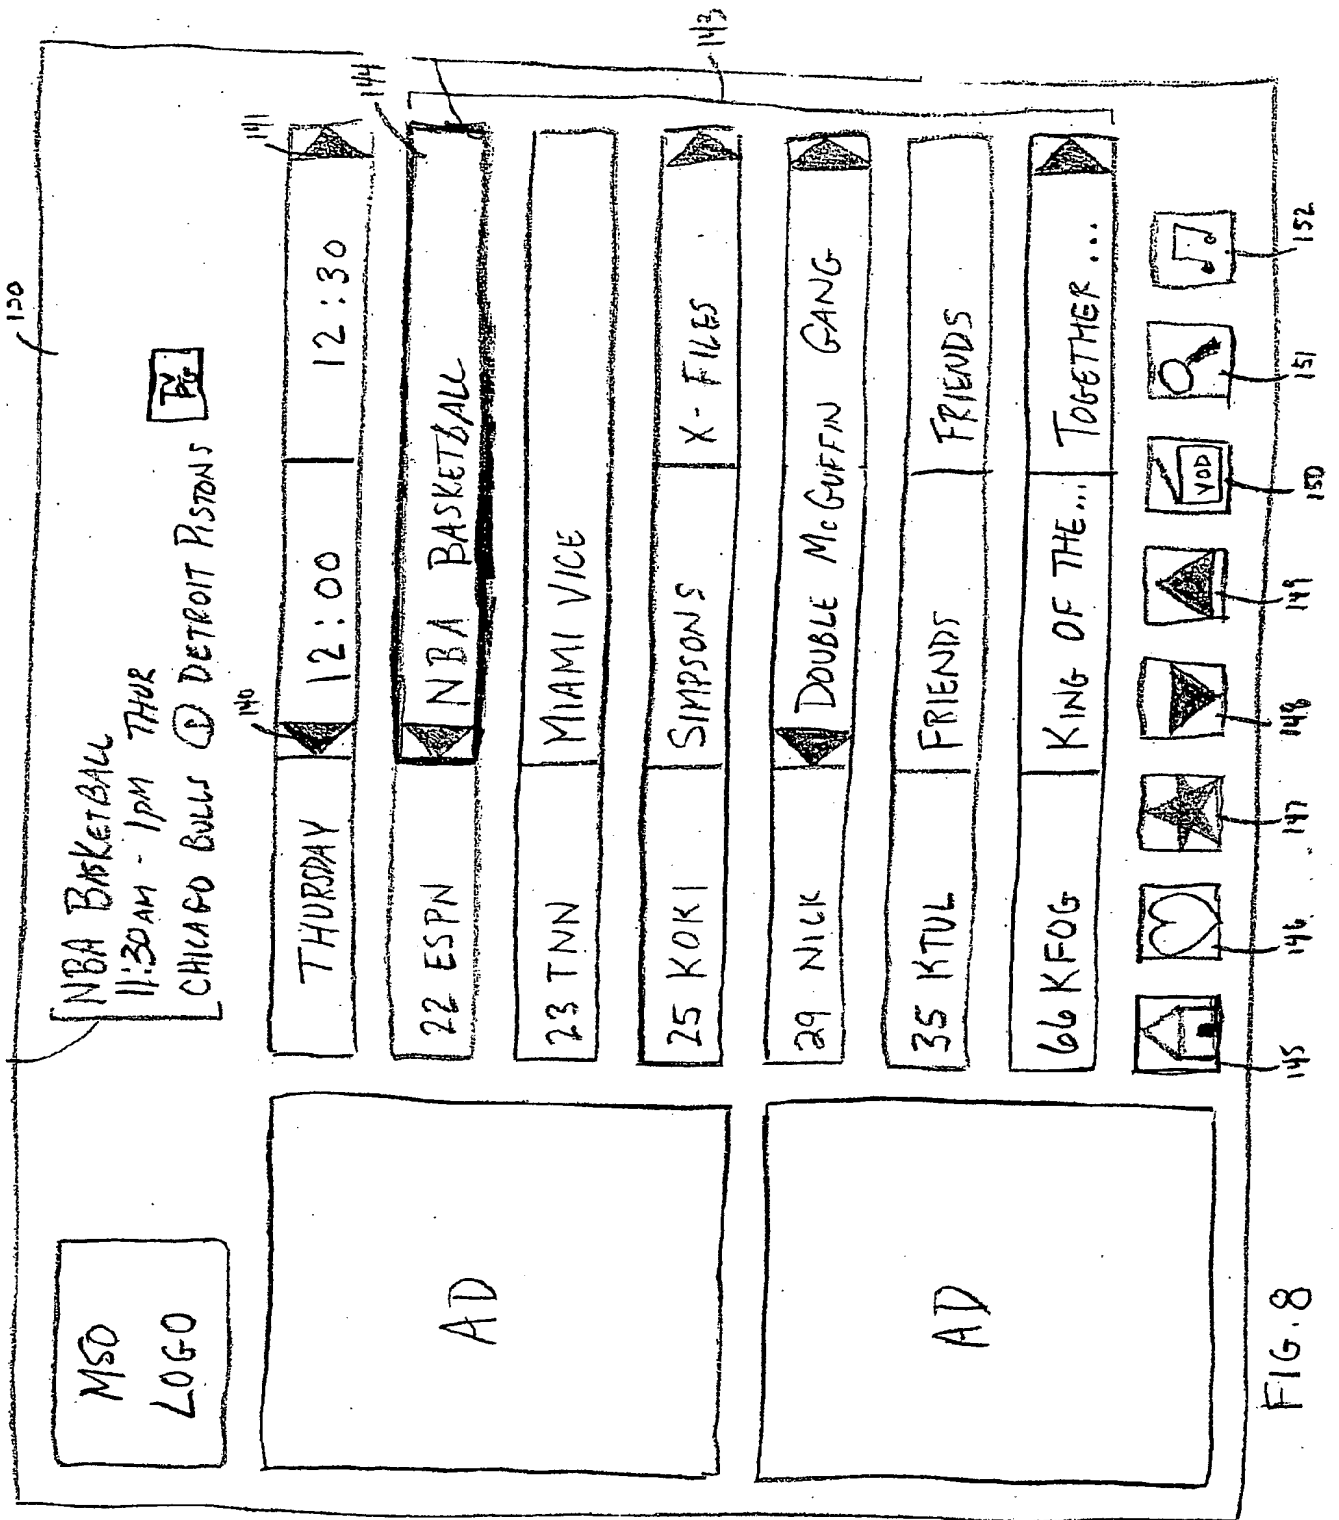 120
MSO
LOGO
NBA BASKETBALL
11:30AM - 1PM THUR
CHICAGO BULLS @ DETROIT PISTONS
TV
PG
140
141
THURSDAY 12:00 12:30
144
22 ESPN NBA BASKETBALL
23 TNN MIAMI VICE
25 KOKI SIMPSONS X-FILES
143
29 NICK DOUBLE McGUFFIN GANG
35 KTUL FRIENDS FRIENDS
66 KFOG KING OF THE... TOGETHER...
AD
AD
VOD
145 146 147 148 149 150 151 152
FIG. 8